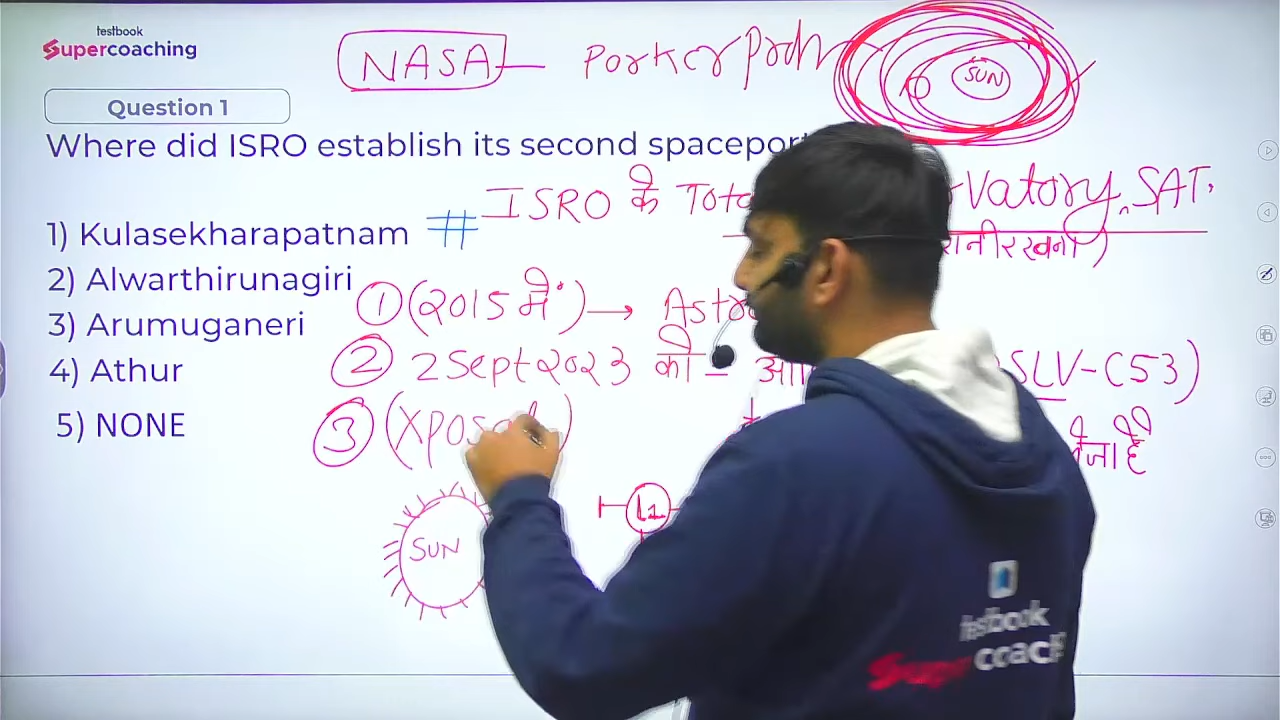 testbook
Supercoaching
NASA — Parker Prob
SUN
Question 1
Where did ISRO establish its second spaceport
ISRO के Tota vatory SAT.
1) Kulasekharapatnam #
2) Alwarthirunagiri
① (2015 में) → Astro
3) Arumuganeri
② 2 Sept 2023 को – SLV-C53)
4) Athur
③ (XPOSat)
5) NONE
SUN
L1
testbook
Super coach